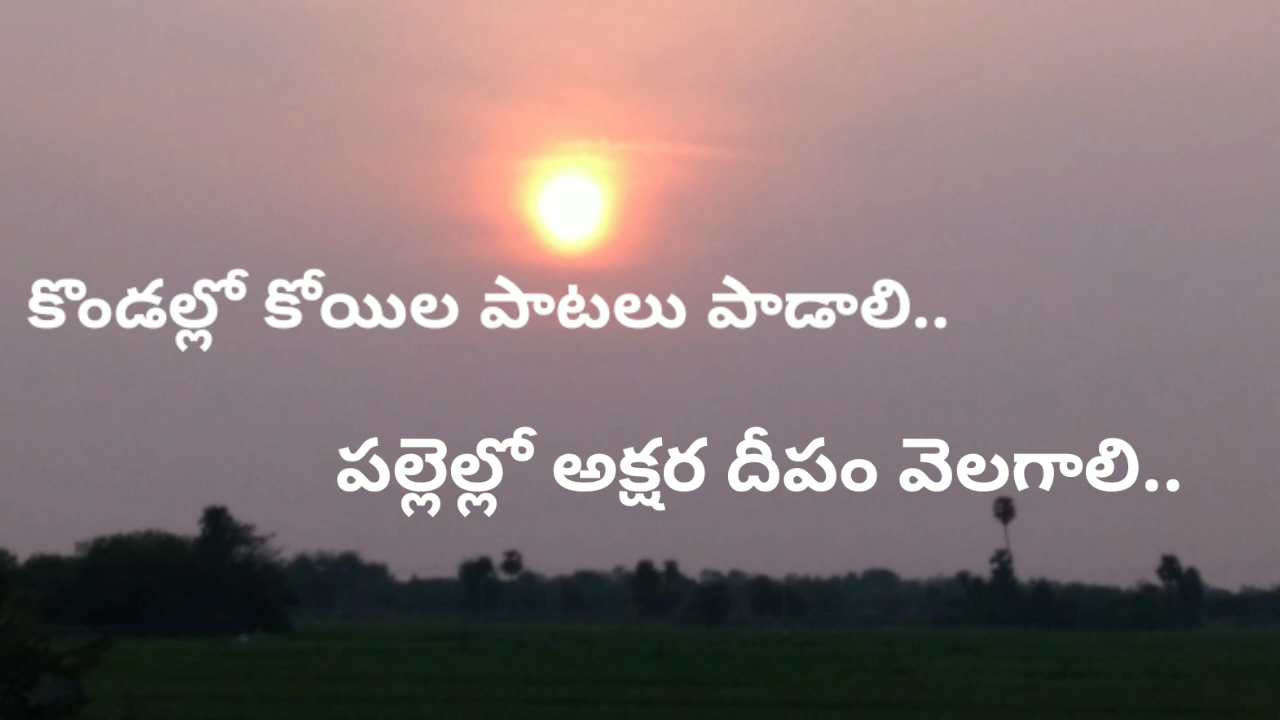 కొండల్లో కోయిల పాటలు పాడాలి..
పల్లెల్లో అక్షర దీపం వెలగాలి..